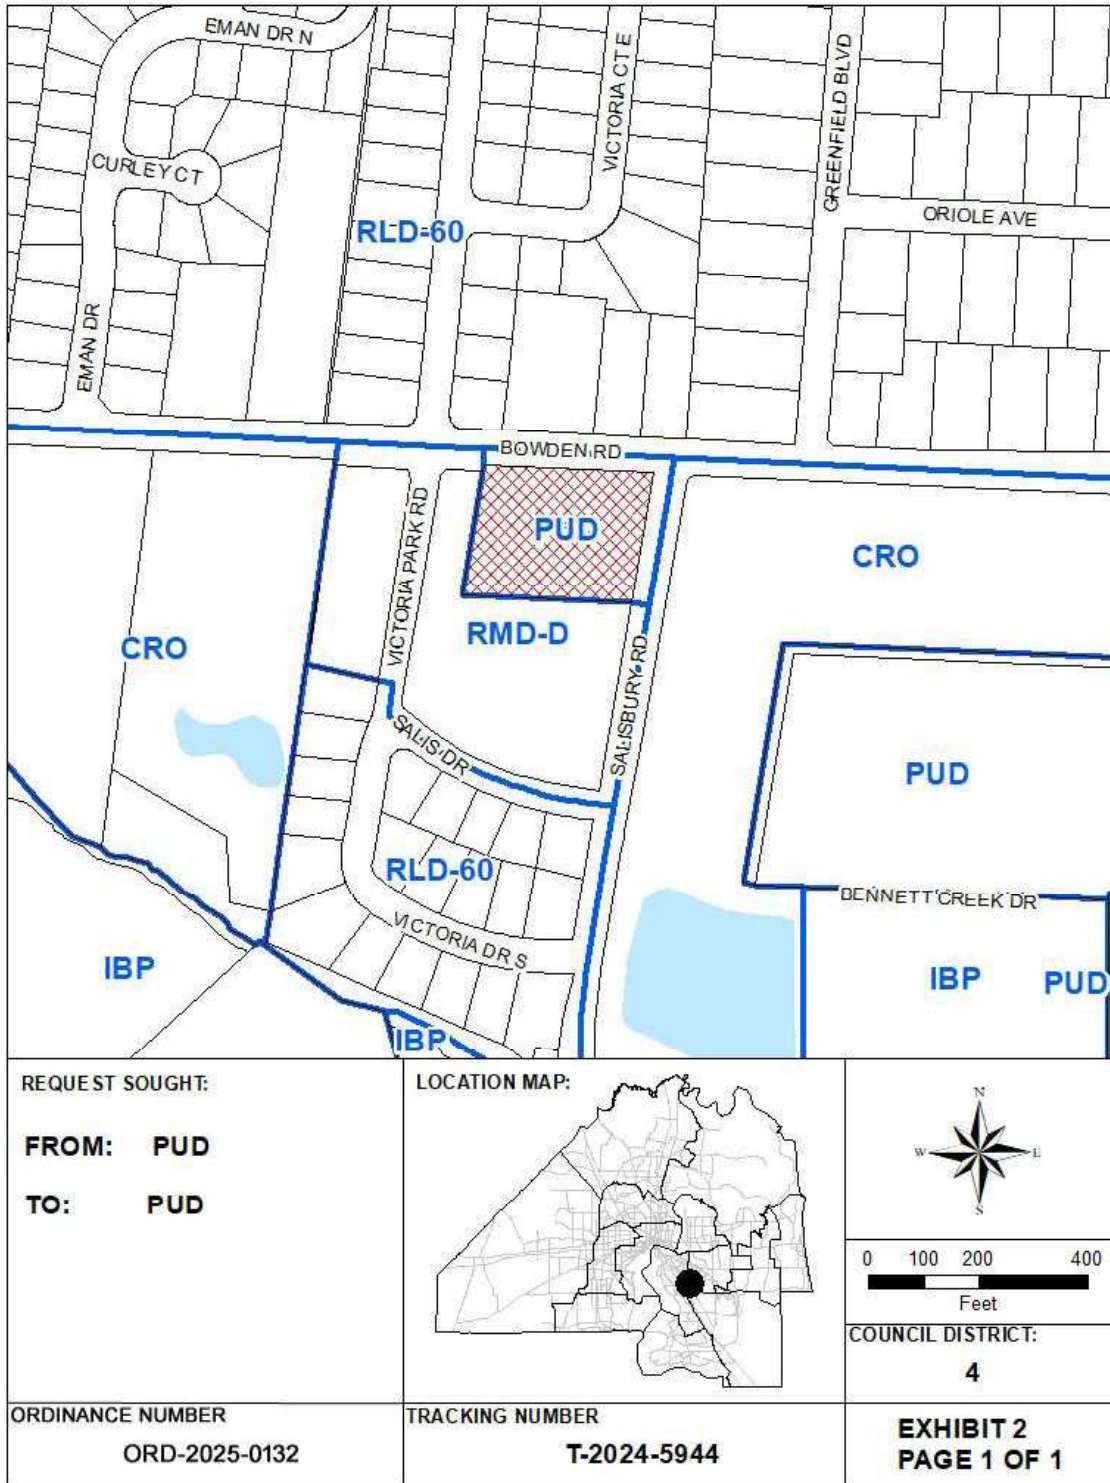 EMAN DR N
VICTORIA CT E
GREENFIELD BLVD
CURLEY CT
ORIOLE AVE
RLD-60
EMAN DR
BOWDEN RD
PUD
VICTORIA PARK RD
CRO
RMD-D
CRO
SALISBURY RD
SALIS DR
PUD
RLD-60
BENNETT CREEK DR
VICTORIA DR S
IBP
IBP
PUD
IBP
REQUEST SOUGHT:
FROM: PUD
TO: PUD
LOCATION MAP:
N
W
E
S
0 100 200 400
Feet
COUNCIL DISTRICT:
4
ORDINANCE NUMBER
ORD-2025-0132
TRACKING NUMBER
T-2024-5944
EXHIBIT 2
PAGE 1 OF 1